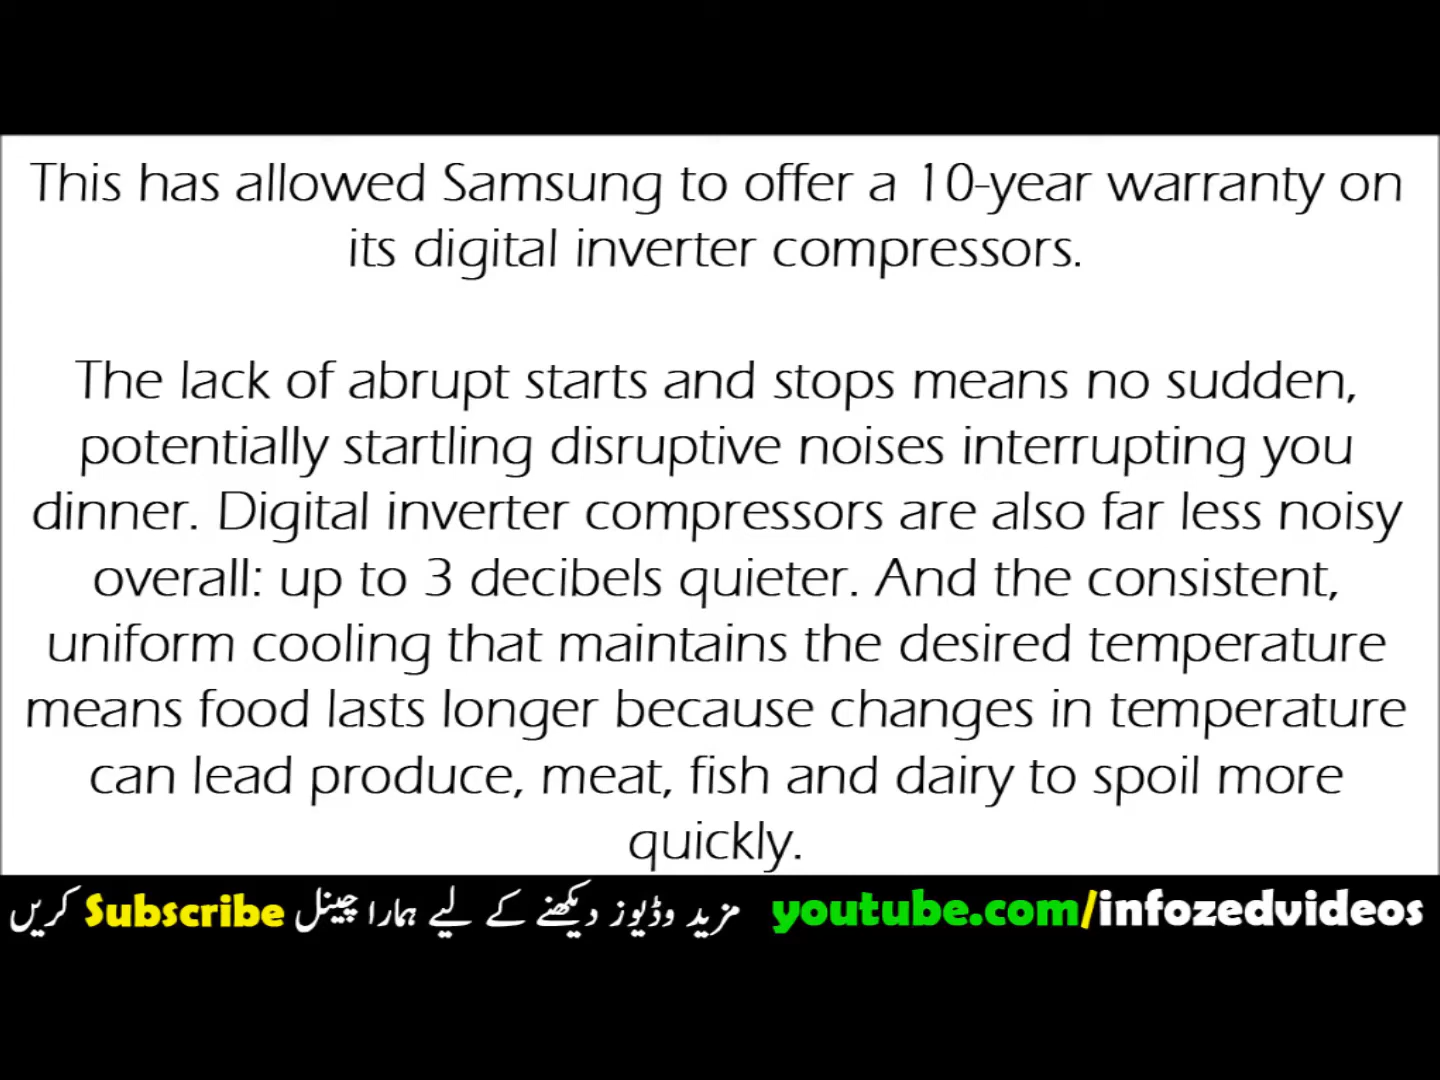 This has allowed Samsung to offer a 10-year warranty on
its digital inverter compressors.
The lack of abrupt starts and stops means no sudden,
potentially startling disruptive noises interrupting you
dinner. Digital inverter compressors are also far less noisy
overall: up to 3 decibels quieter. And the consistent,
uniform cooling that maintains the desired temperature
means food lasts longer because changes in temperature
can lead produce, meat, fish and dairy to spoil more
quickly.
مزید وڈیوز دیکھنے کے لیے ہمارا چینل Subscribe کریں youtube.com/infozedvideos